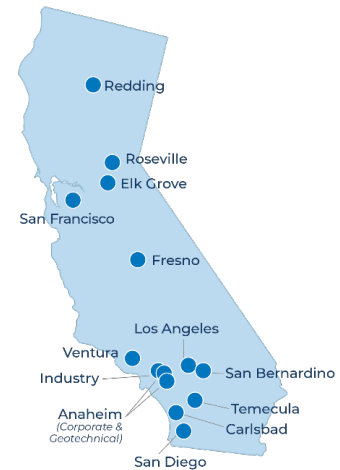 Redding
Roseville
Elk Grove
San Francisco
Fresno
Los Angeles
Ventura
San Bernardino
Industry
Temecula
Anaheim
(Corporate &
Geotechnical)
Carlsbad
San Diego